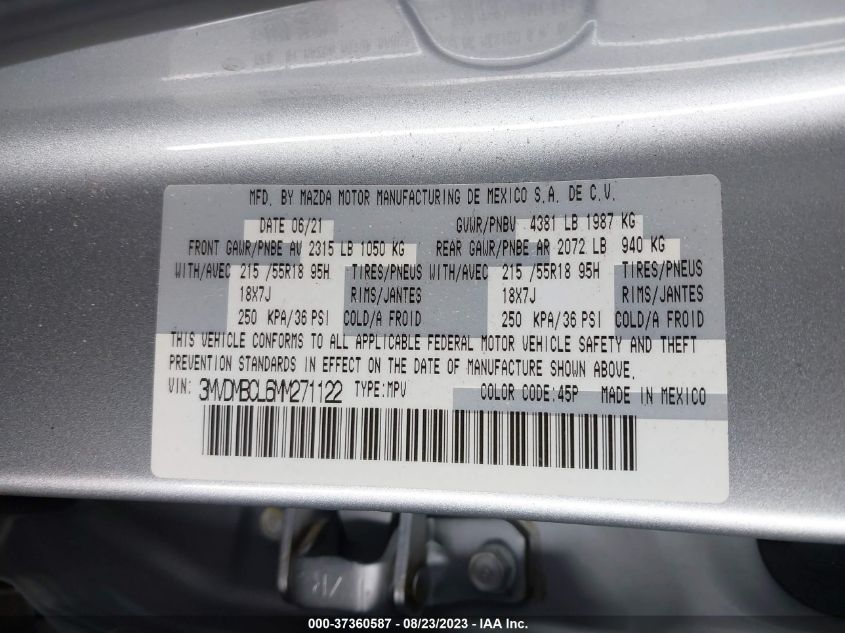 MFD. BY MAZDA MOTOR MANUFACTURING DE MEXICO S.A. DE C.V.
DATE 06/21 GVWR/PNBV 4381 LB 1987 KG
FRONT GAWR/PNBE AV 2315 LB 1050 KG REAR GAWR/PNBE AR 2072 LB 940 KG
WITH/AVEC 215 /55R18 95H TIRES/PNEUS WITH/AVEC 215 /55R18 95H TIRES/PNEUS
18X7J RIMS/JANTES 18X7J RIMS/JANTES
250 KPA/36 PSI COLD/A FROID 250 KPA/36 PSI COLD/A FROID
THIS VEHICLE CONFORMS TO ALL APPLICABLE FEDERAL MOTOR VEHICLE SAFETY AND THEFT
PREVENTION STANDARDS IN EFFECT ON THE DATE OF MANUFACTURE SHOWN ABOVE.
VIN: 3MVDMBCL6MM271122 TYPE:MPV COLOR CODE:45P MADE IN MEXICO
000-37360587 - 08/23/2023 - IAA Inc.